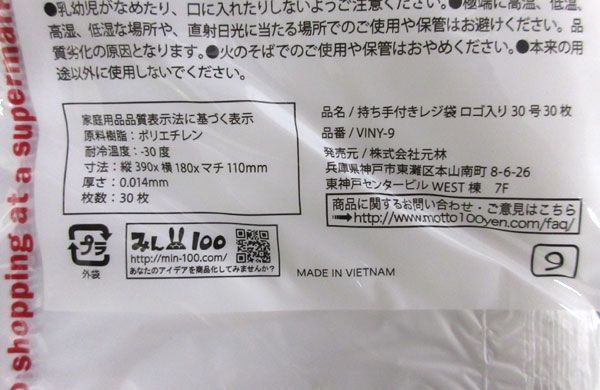 ●乳幼児がなめたり、口に入れたりしないようご注意ください。●極端に高温、低温、
高湿、低湿な場所や、直射日光に当たる場所でのご使用や保管はお避けください。品
質劣化の原因となります。●火のそばでのご使用や保管はおやめください。●本来の用
途以外に使用しないでください。
家庭用品品質表示法に基づく表示
原料樹脂：ポリエチレン
耐冷温度：-30度
寸法：縦390x横180xマチ110mm
厚さ：0.014mm
枚数：30枚
品名／持ち手付きレジ袋 ロゴ入り30号30枚
品番／VINY-9
発売元／株式会社元林
兵庫県神戸市東灘区本山南町8-6-26
東神戸センタービルWEST棟 7F
商品に関するお問い合わせ・ご意見はこちら
http://www.motto100yen.com/faq/
プラ
外袋
みんなの100
http://min-100.com/
あなたのアイデアを商品化してみませんか？
MADE IN VIETNAM
9
shopping at a superma